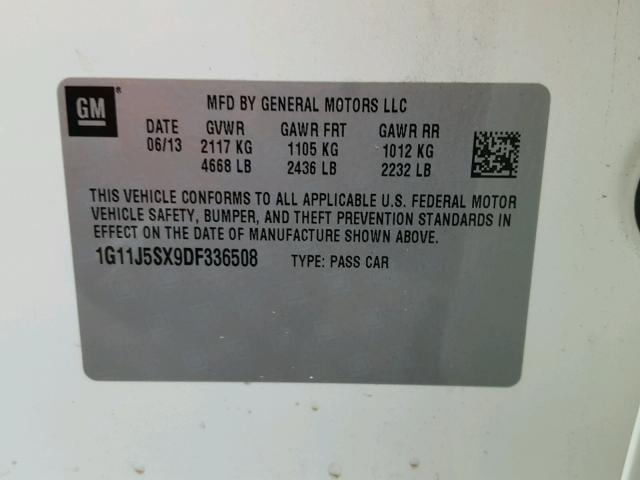 GM®
MFD BY GENERAL MOTORS LLC
DATE GVWR GAWR FRT GAWR RR
06/13 2117 KG 1105 KG 1012 KG
4668 LB 2436 LB 2232 LB
THIS VEHICLE CONFORMS TO ALL APPLICABLE U.S. FEDERAL MOTOR
VEHICLE SAFETY, BUMPER, AND THEFT PREVENTION STANDARDS IN
EFFECT ON THE DATE OF MANUFACTURE SHOWN ABOVE.
1G11J5SX9DF336508 TYPE: PASS CAR